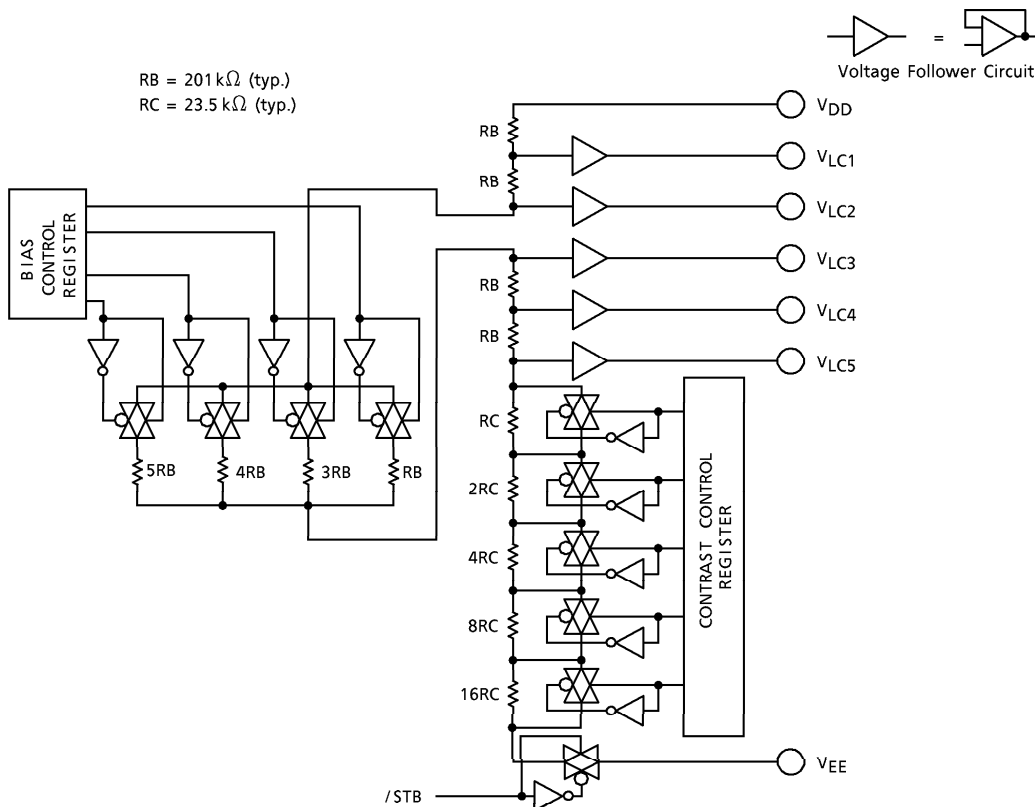 =
Voltage Follower Circuit
RB = 201 kΩ (typ.)
RC = 23.5 kΩ (typ.)
VDD
RB
VLC1
RB
VLC2
BIAS
CONTROL
REGISTER
VLC3
RB
VLC4
RB
VLC5
RC
5RB
4RB
3RB
RB
2RC
4RC
8RC
16RC
CONTRAST CONTROL
REGISTER
VEE
/STB